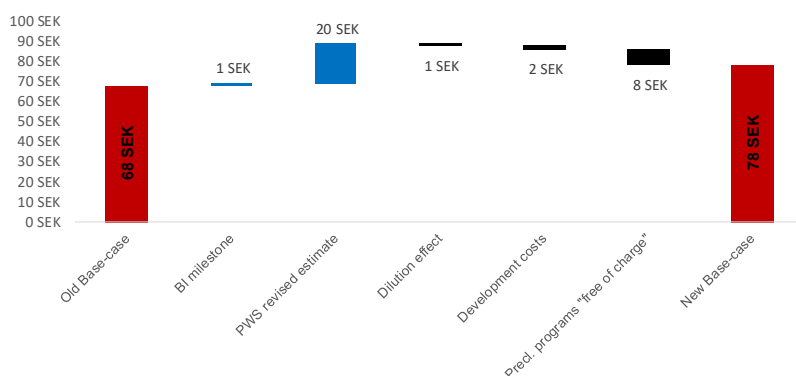 100 SEK
90 SEK
80 SEK
70 SEK
60 SEK
50 SEK
40 SEK
30 SEK
20 SEK
10 SEK
0 SEK
68 SEK
1 SEK
20 SEK
1 SEK
2 SEK
8 SEK
78 SEK
Old Base-case
BI milestone
PWS revised estimate
Dilution effect
Development costs
Precl. programs "free of charge"
New Base-case